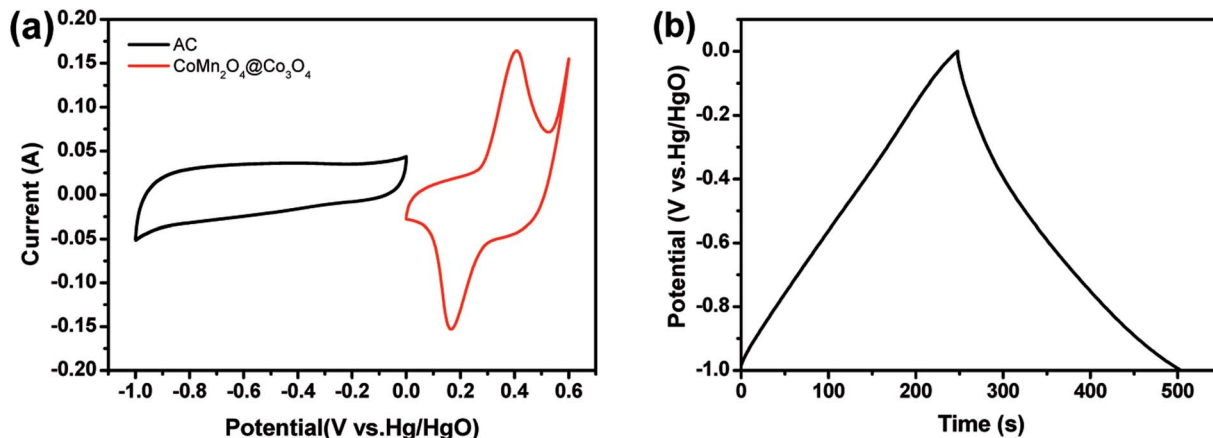 (a)
AC
CoMn₂O₄@Co₃O₄
Current (A)
0.20
0.15
0.10
0.05
0.00
-0.05
-0.10
-0.15
-0.20
-1.0 -0.8 -0.6 -0.4 -0.2 0.0 0.2 0.4 0.6
Potential(V vs.Hg/HgO)
(b)
Potential (V vs.Hg/HgO)
0.0
-0.2
-0.4
-0.6
-0.8
-1.0
0 100 200 300 400 500
Time (s)